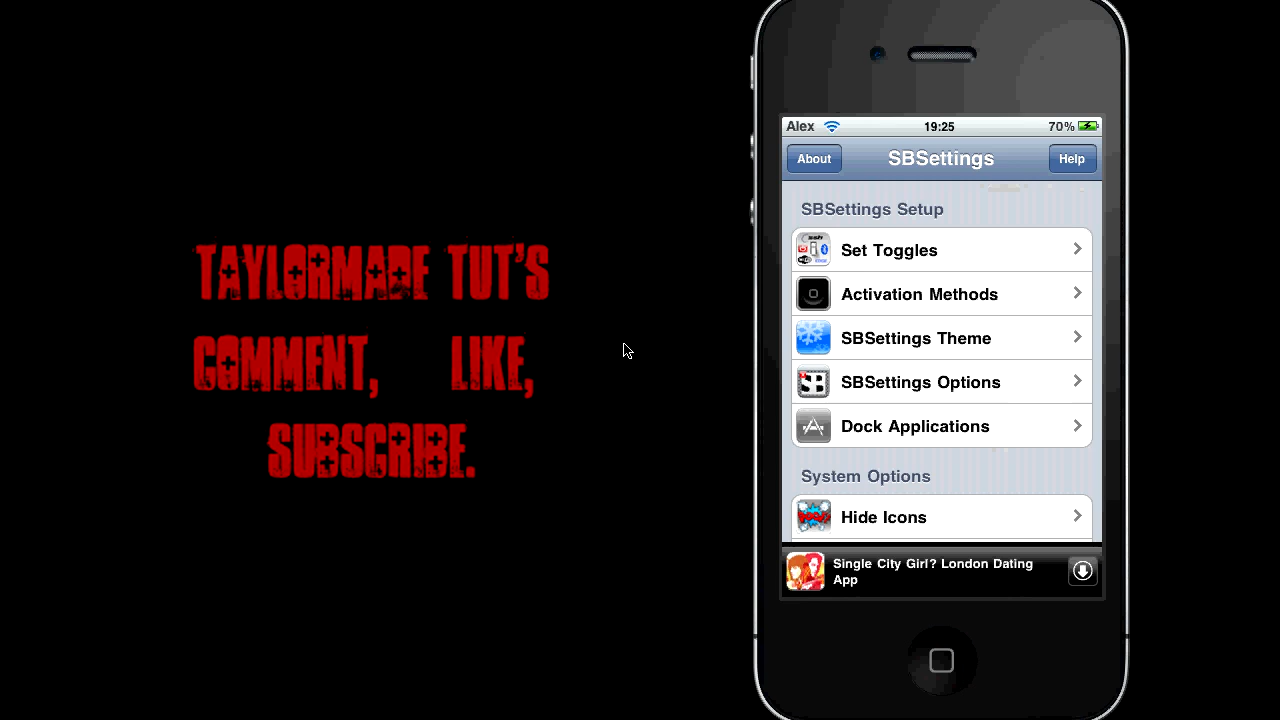 TAYLORMADE TUT'S
COMMENT, LIKE,
SUBSCRIBE.
Alex 19:25 70%
About SBSettings Help
SBSettings Setup
Set Toggles
Activation Methods
SBSettings Theme
SBSettings Options
Dock Applications
System Options
Hide Icons
Single City Girl? London Dating
App